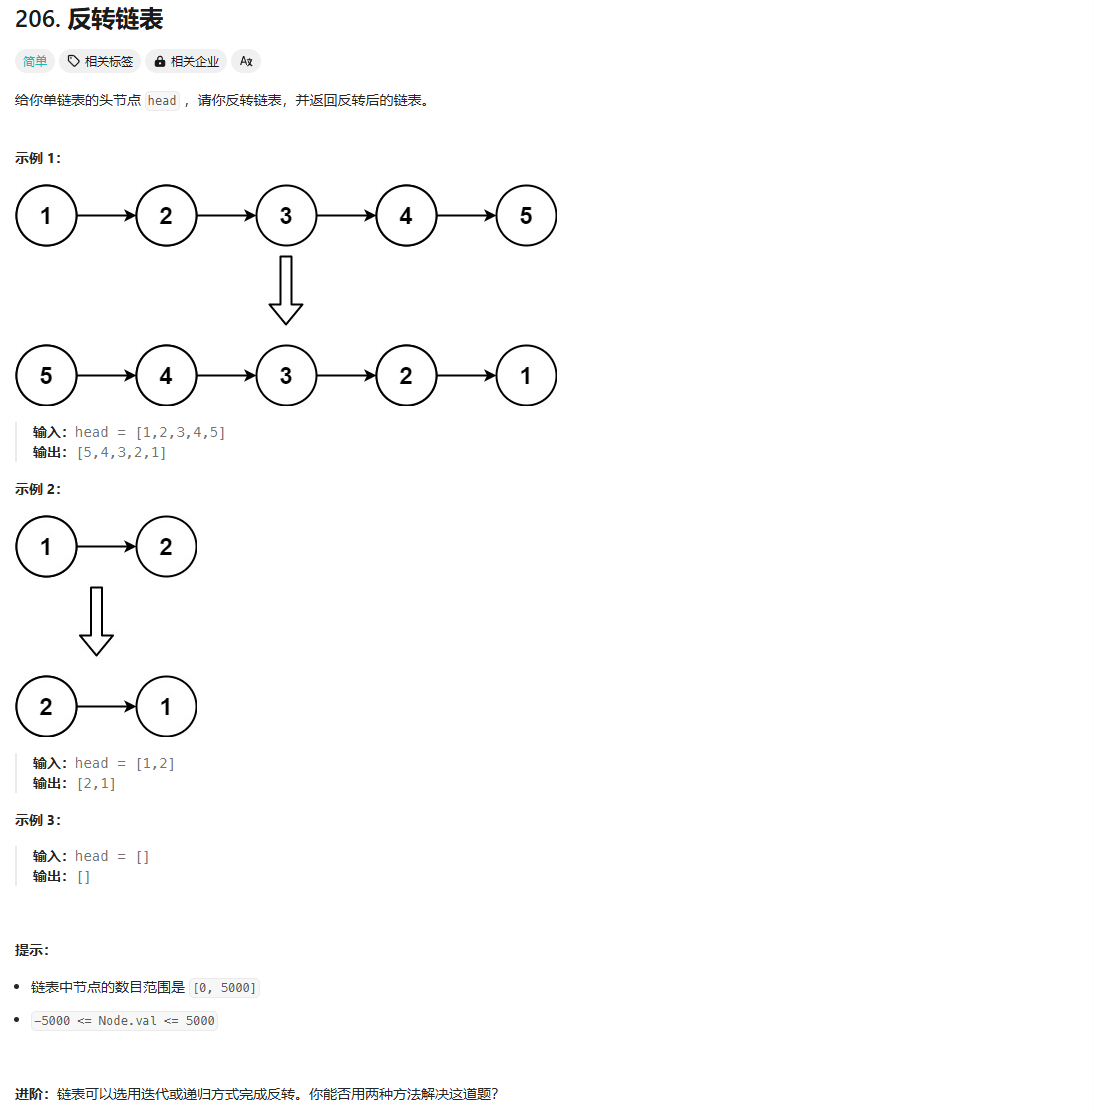 206. 反转链表
简单 相关标签 相关企业 Aあ
给你单链表的头节点 head ，请你反转链表，并返回反转后的链表。
示例 1：
1 2 3 4 5
5 4 3 2 1
输入：head = [1,2,3,4,5]
输出：[5,4,3,2,1]
示例 2：
1 2
2 1
输入：head = [1,2]
输出：[2,1]
示例 3：
输入：head = []
输出：[]
提示：
链表中节点的数目范围是 [0, 5000]
-5000 <= Node.val <= 5000
进阶：链表可以选用迭代或递归方式完成反转。你能否用两种方法解决这道题？